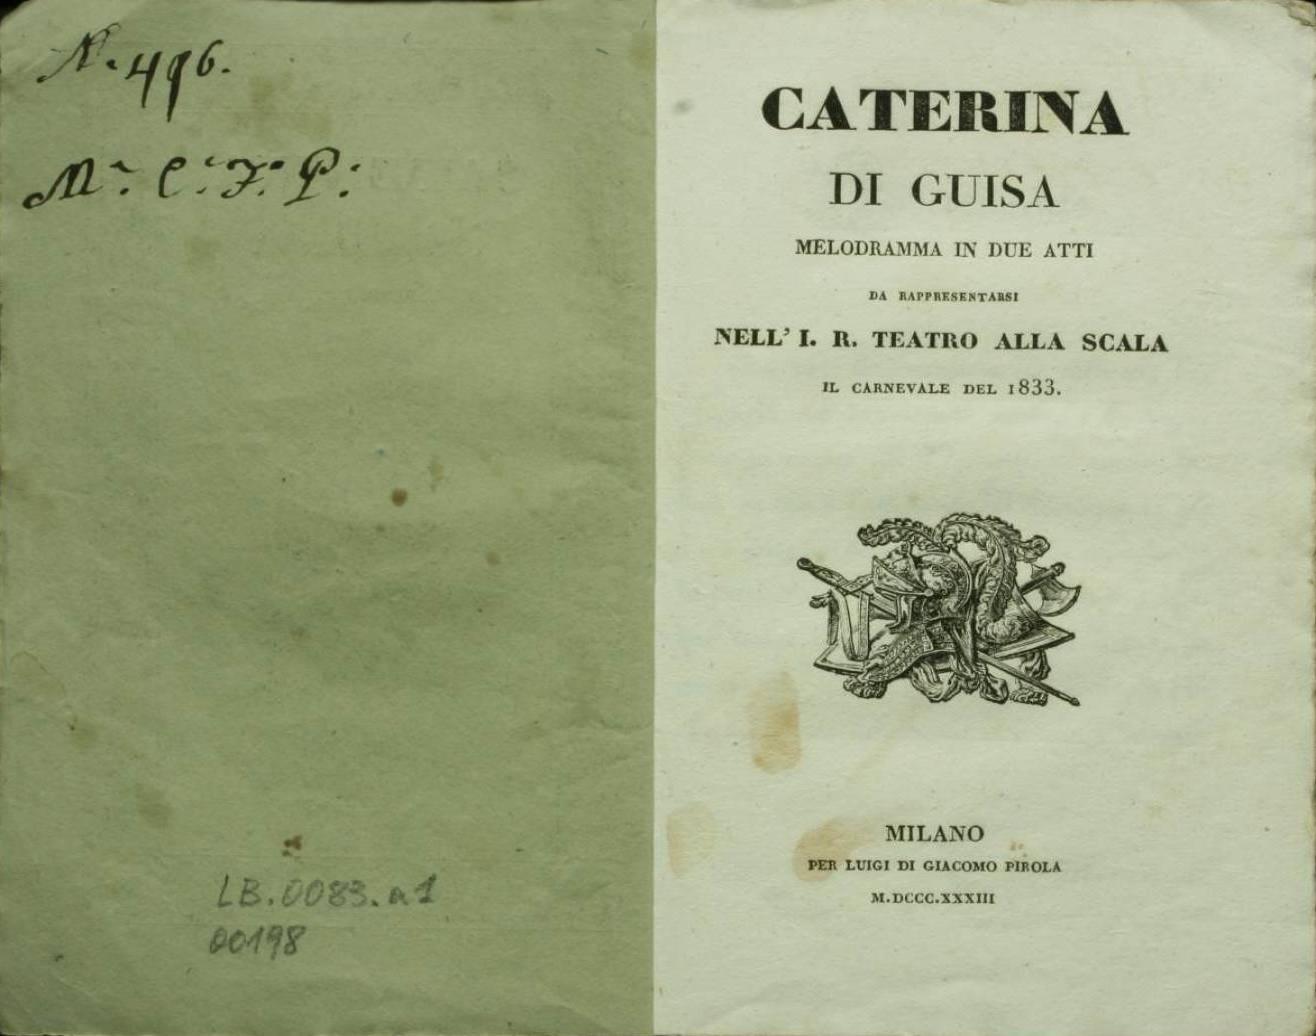 N. 496.
M.ª C. F. P.
LB.0083.a1
00198
CATERINA
DI GUISA
MELODRAMMA IN DUE ATTI
DA RAPPRESENTARSI
NELL' I. R. TEATRO ALLA SCALA
IL CARNEVALE DEL 1833.
MILANO
PER LUIGI DI GIACOMO PIROLA
M.DCCC.XXXIII